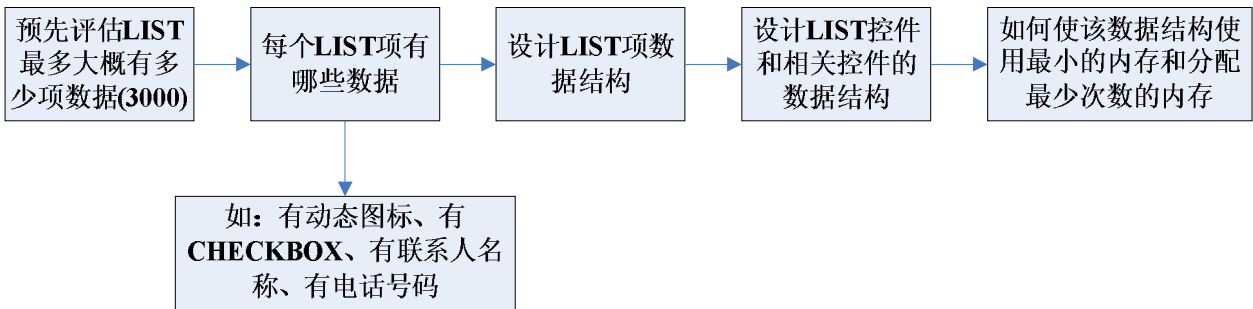 预先评估LIST
最多大概有多
少项数据(3000)
每个LIST项有
哪些数据
设计LIST项数
据结构
设计LIST控件
和相关控件的
数据结构
如何使该数据结构使
用最小的内存和分配
最少次数的内存
如：有动态图标、有
CHECKBOX、有联系人名
称、有电话号码